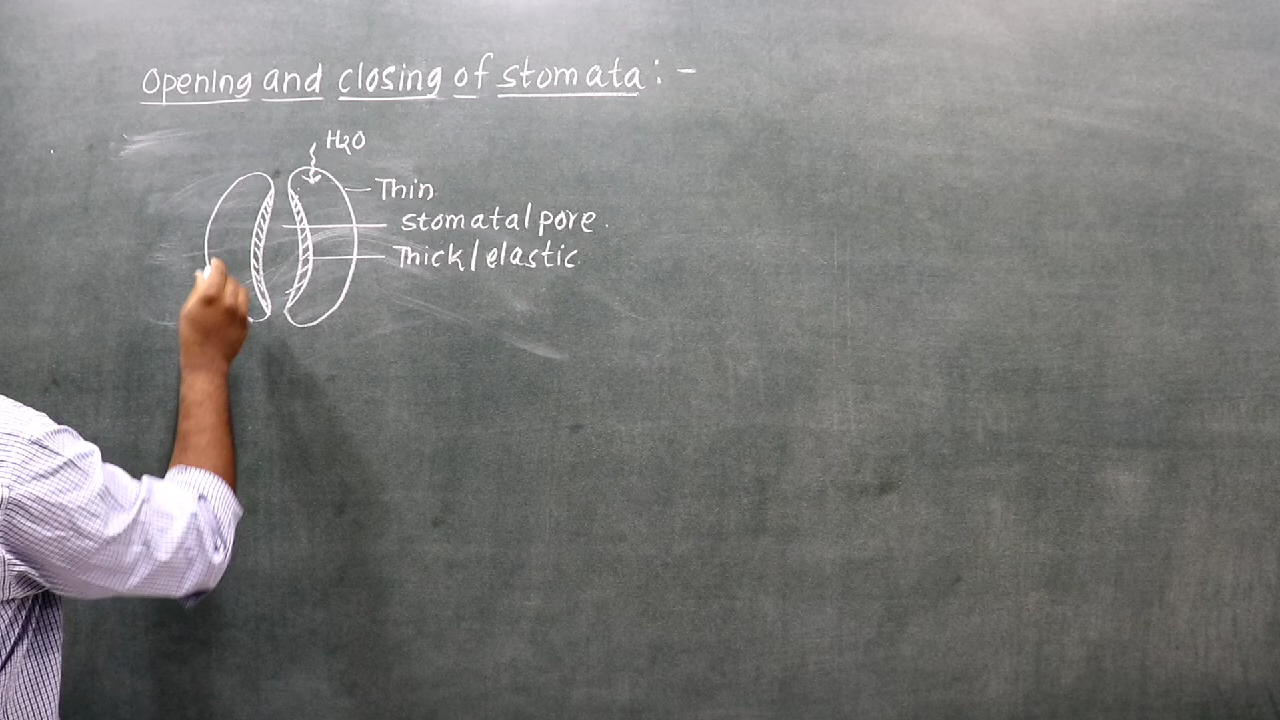 Opening and closing of stomata:-
H2O
Thin
stomatal pore.
Thick/elastic